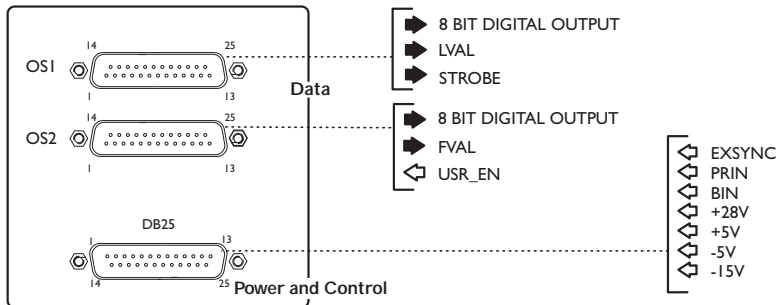 14 25
OS1
1 13
Data
8 BIT DIGITAL OUTPUT
LVAL
STROBE
14 25
OS2
1 13
8 BIT DIGITAL OUTPUT
FVAL
USR_EN
DB25
1 13
14 25
Power and Control
EXSYNC
PRIN
BIN
+28V
+5V
-5V
-15V